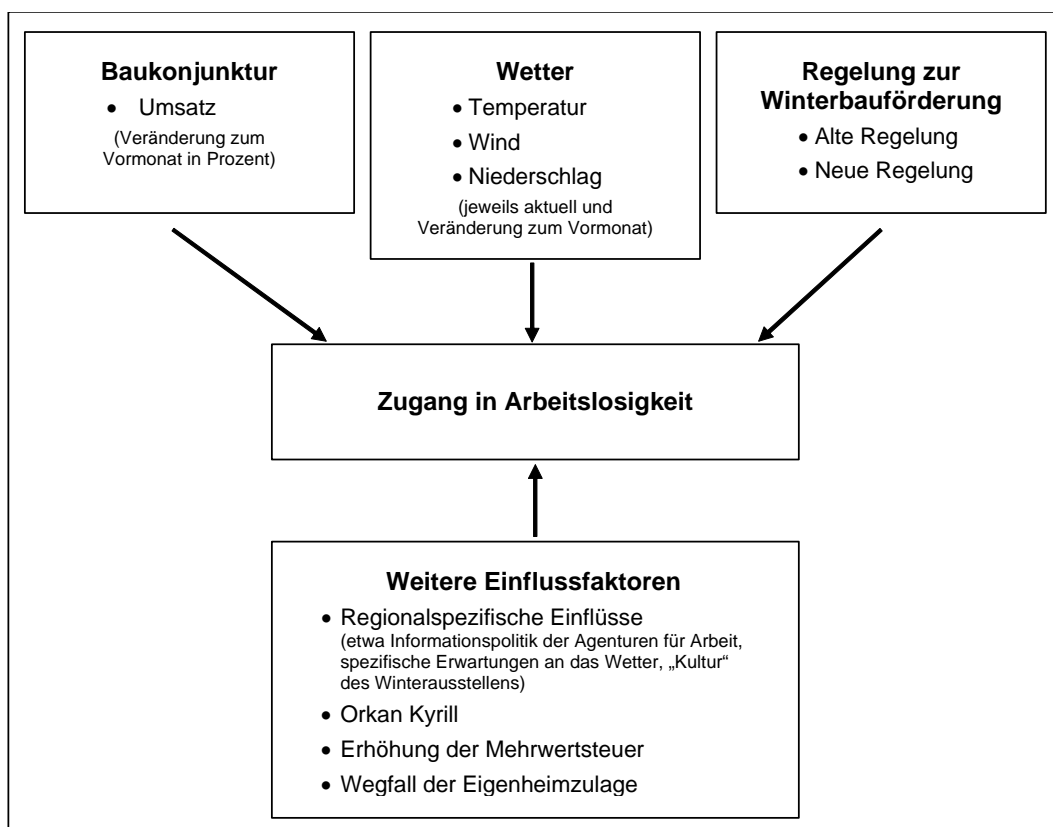 Baukonjunktur
• Umsatz
(Veränderung zum
Vormonat in Prozent)
Wetter
• Temperatur
• Wind
• Niederschlag
(jeweils aktuell und
Veränderung zum Vormonat)
Regelung zur
Winterbauförderung
• Alte Regelung
• Neue Regelung
Zugang in Arbeitslosigkeit
Weitere Einflussfaktoren
• Regionalspezifische Einflüsse
(etwa Informationspolitik der Agenturen für Arbeit,
spezifische Erwartungen an das Wetter, „Kultur“
des Winterausstellens)
• Orkan Kyrill
• Erhöhung der Mehrwertsteuer
• Wegfall der Eigenheimzulage